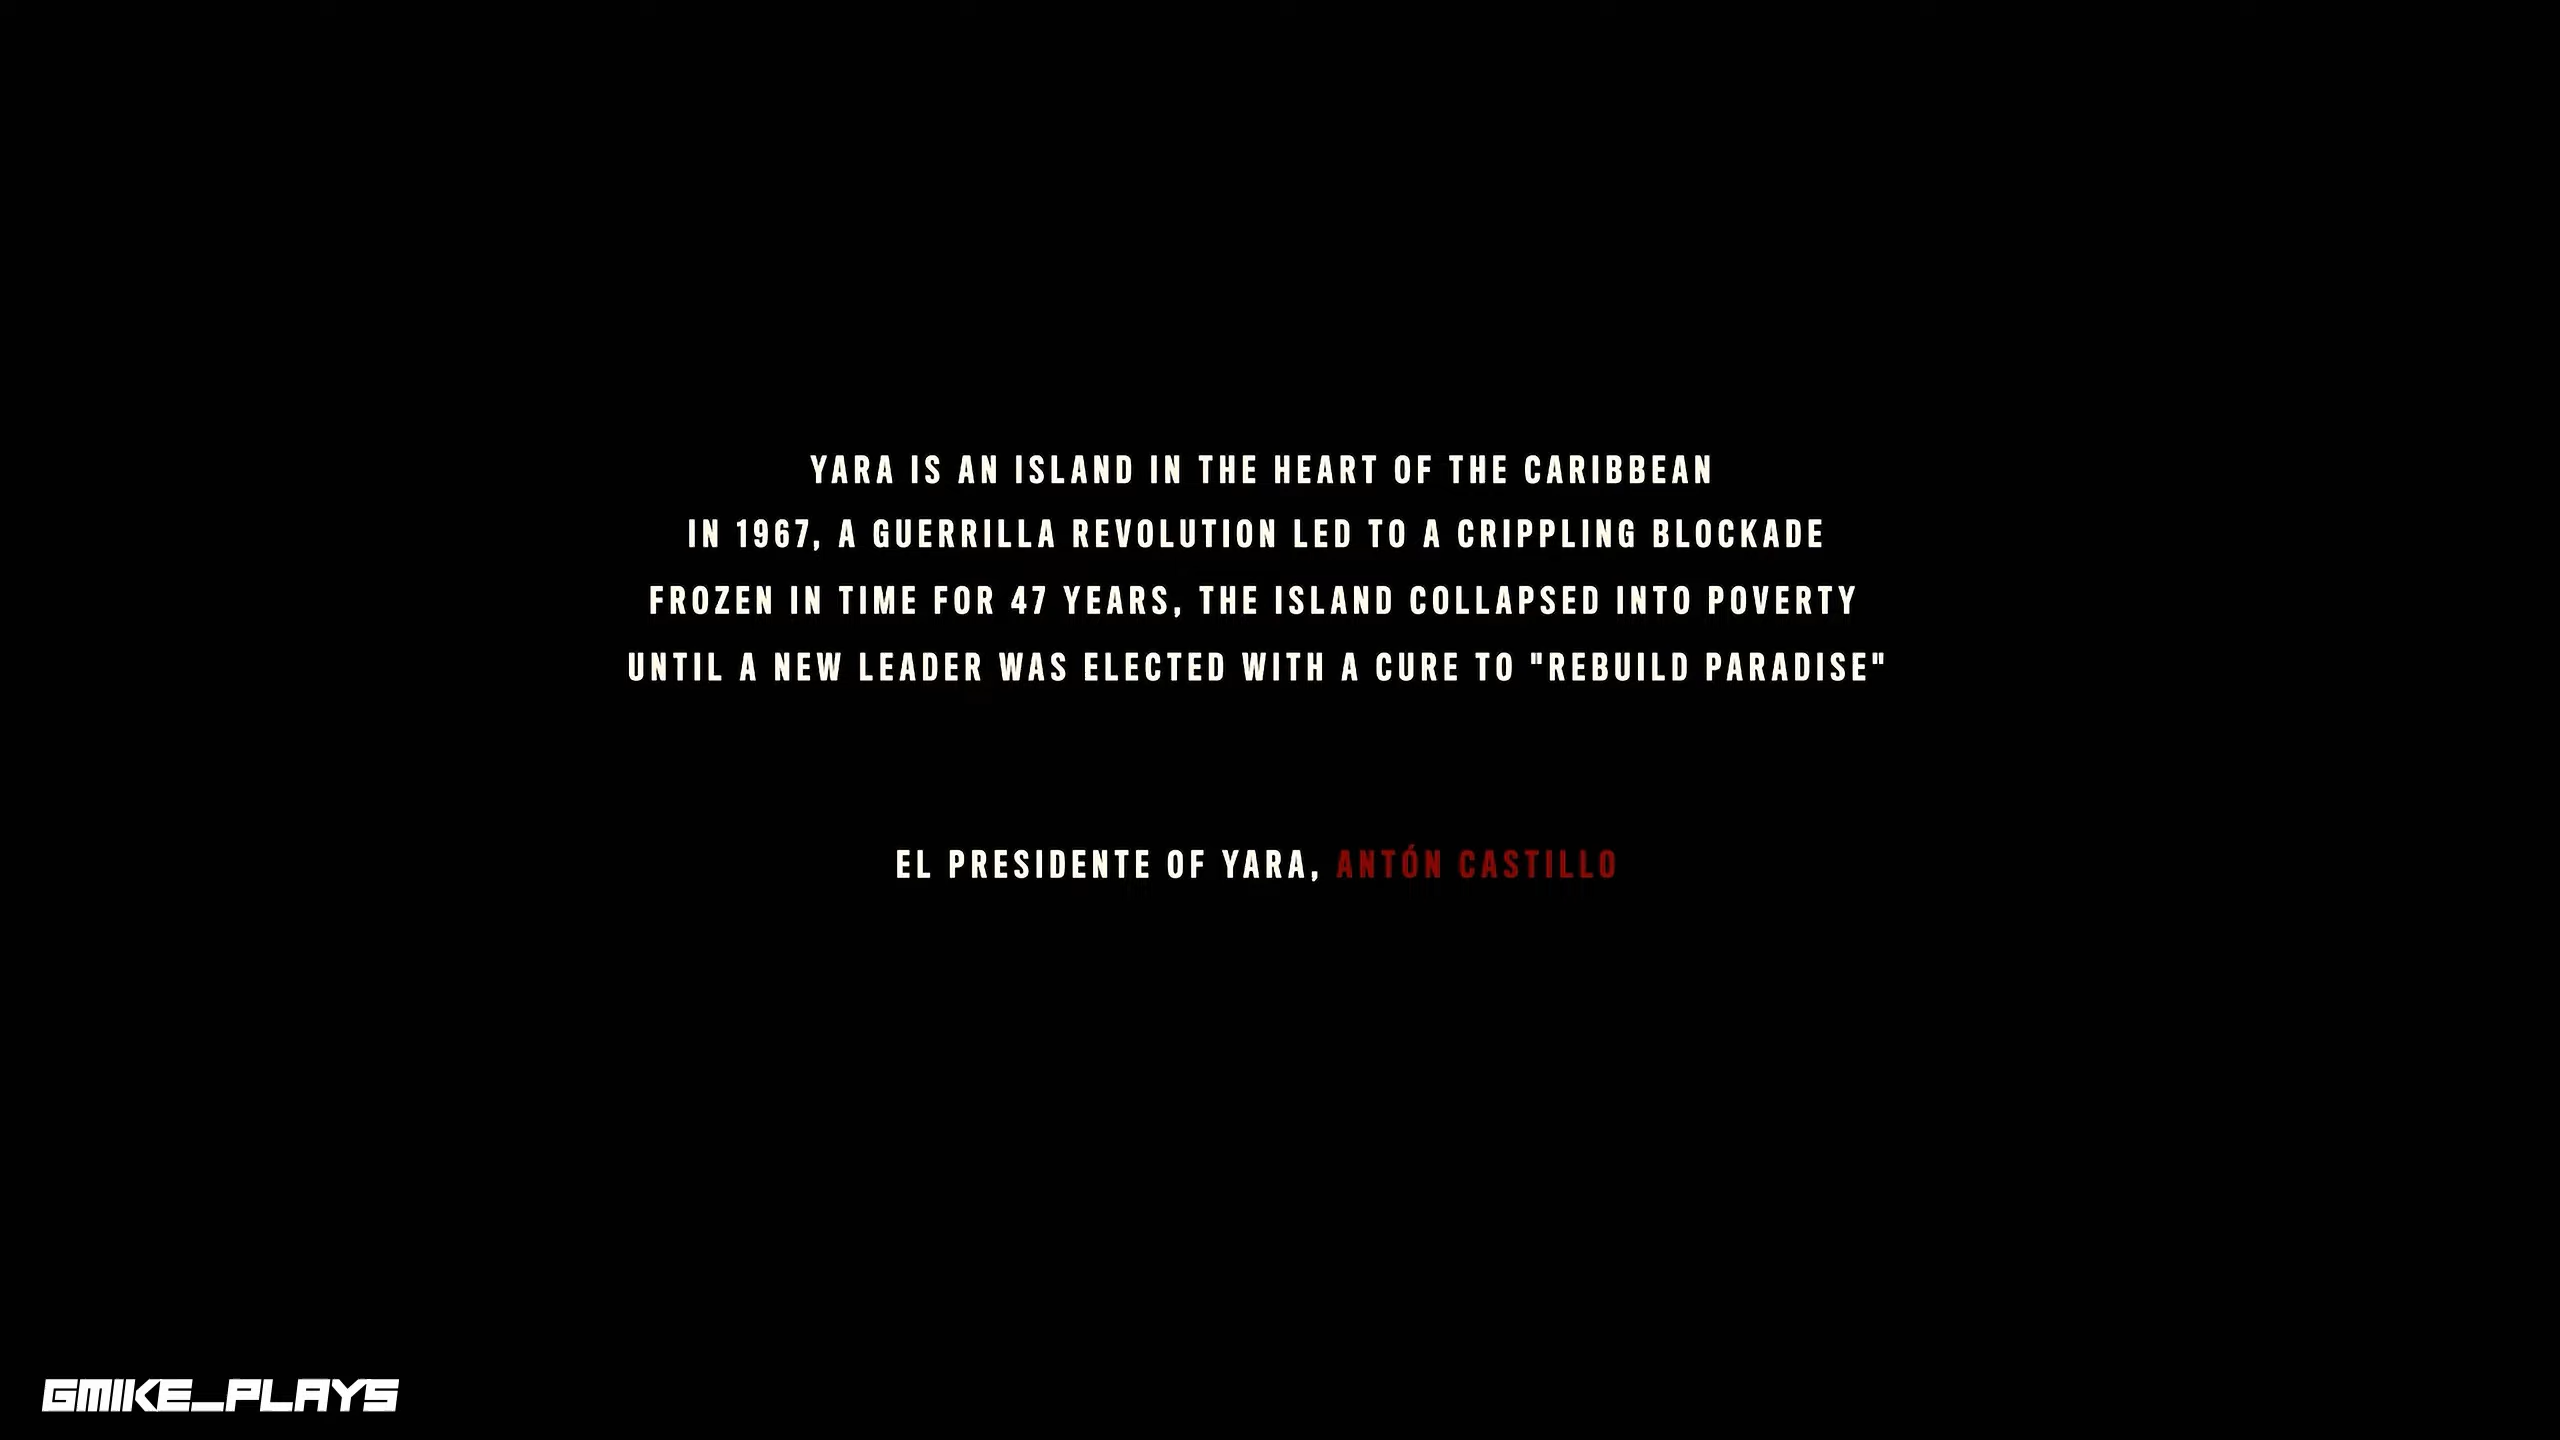 YARA IS AN ISLAND IN THE HEART OF THE CARIBBEAN
IN 1967, A GUERRILLA REVOLUTION LED TO A CRIPPLING BLOCKADE
FROZEN IN TIME FOR 47 YEARS, THE ISLAND COLLAPSED INTO POVERTY
UNTIL A NEW LEADER WAS ELECTED WITH A CURE TO "REBUILD PARADISE"
EL PRESIDENTE OF YARA, ANTÓN CASTILLO
GMIKE_PLAYS